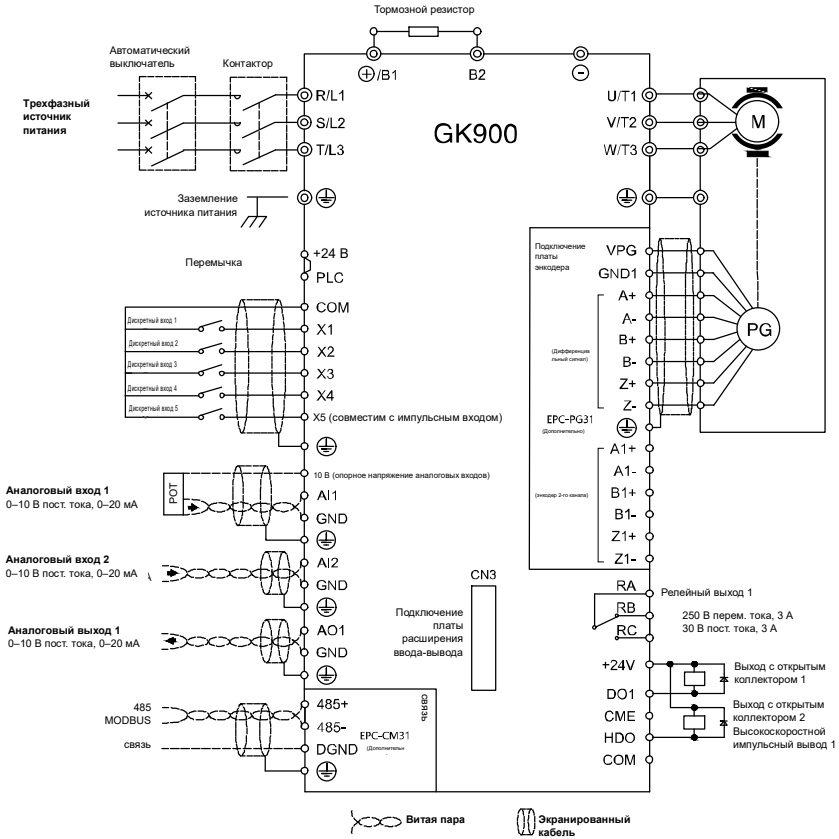 Тормозной резистор
Автоматический
выключатель
Контактор
⊕/B1
B2
⊖
Трехфазный
источник
питания
R/L1
S/L2
T/L3
GK900
U/T1
V/T2
W/T3
M
Заземление
источника питания
Перемычка
+24 В
PLC
COM
Дискретный вход 1
X1
Дискретный вход 2
X2
Дискретный вход 3
X3
Дискретный вход 4
X4
Дискретный вход 5
X5 (совместим с импульсным входом)
Подключение
платы
энкодера
VPG
GND1
A+
A-
B+
B-
Z+
Z-
(Дифференциа
льный сигнал)
PG
EPC-PG31
(Дополнительно)
A1+
A1-
B1+
B1-
Z1+
Z1-
(энкодер 2-го канала)
10 В (опорное напряжение аналоговых входов)
POT
Аналоговый вход 1
0–10 В пост. тока, 0–20 мА
AI1
GND
Аналоговый вход 2
0–10 В пост. тока, 0–20 мА
AI2
GND
Аналоговый выход 1
0–10 В пост. тока, 0–20 мА
AO1
GND
CN3
Подключение
платы
расширения
ввода-вывода
RA
RB
RC
Релейный выход 1
250 В перем. тока, 3 А
30 В пост. тока, 3 А
+24V
DO1
CME
HDO
COM
Выход с открытым
коллектором 1
Выход с открытым
коллектором 2
Высокоскоростной
импульсный вывод 1
485
MODBUS
связь
485+
485-
DGND
СВЯЗЬ
EPC-CM31
(Дополнительн
Витая пара
Экранированный
кабель